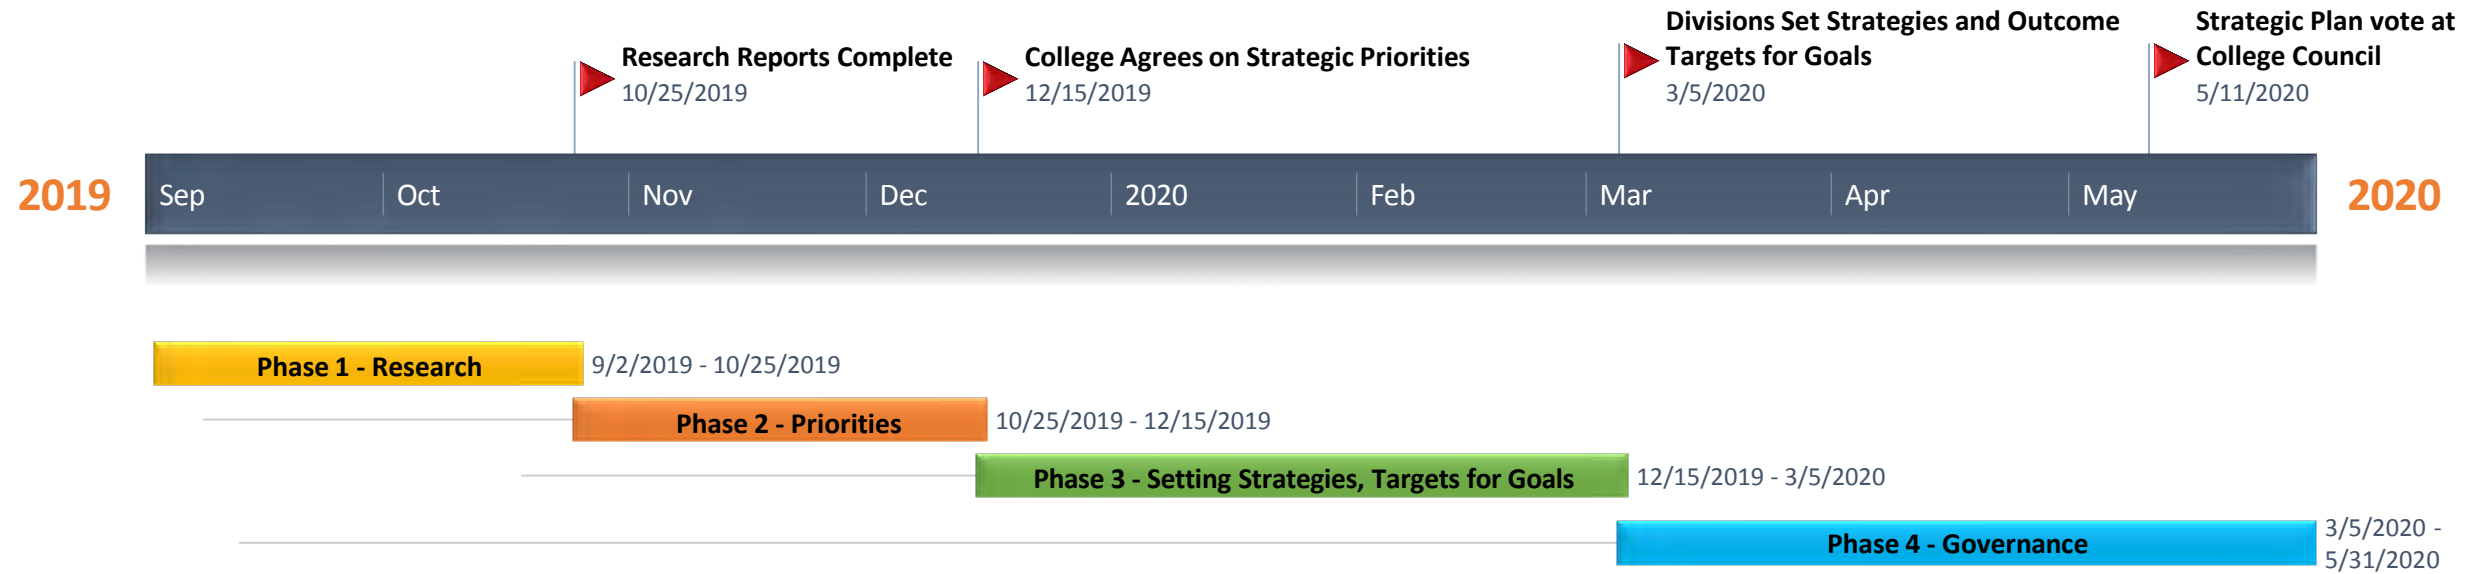 Research Reports Complete
10/25/2019
College Agrees on Strategic Priorities
12/15/2019
Divisions Set Strategies and Outcome
Targets for Goals
3/5/2020
Strategic Plan vote at
College Council
5/11/2020
2019
Sep
Oct
Nov
Dec
2020
Feb
Mar
Apr
May
2020
Phase 1 - Research
9/2/2019 - 10/25/2019
Phase 2 - Priorities
10/25/2019 - 12/15/2019
Phase 3 - Setting Strategies, Targets for Goals
12/15/2019 - 3/5/2020
Phase 4 - Governance
3/5/2020 -
5/31/2020